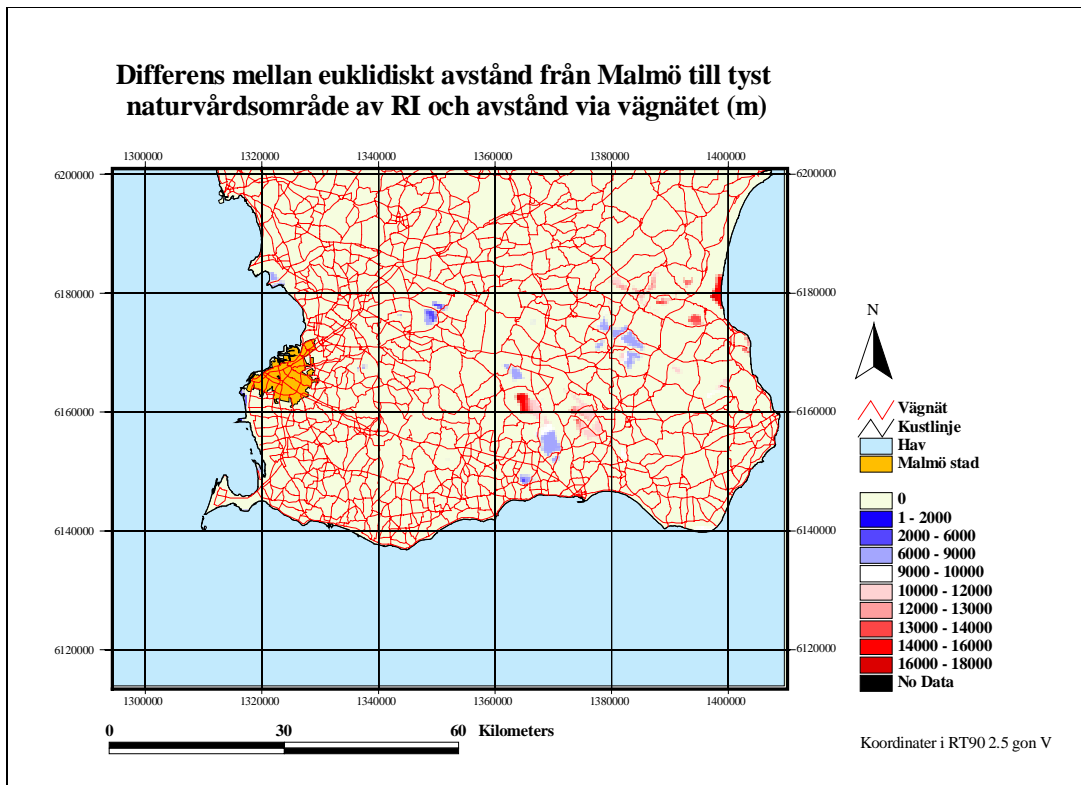 Differens mellan euklidiskt avstånd från Malmö till tyst
naturvårdsområde av RI och avstånd via vägnätet (m)
1300000 1320000 1340000 1360000 1380000 1400000
6200000 6200000
6180000 6180000
6160000 6160000
6140000 6140000
6120000 6120000
1300000 1320000 1340000 1360000 1380000 1400000
N
Vägnät
Kustlinje
Hav
Malmö stad
0
1 - 2000
2000 - 6000
6000 - 9000
9000 - 10000
10000 - 12000
12000 - 13000
13000 - 14000
14000 - 16000
16000 - 18000
No Data
0 30 60 Kilometers
Koordinater i RT90 2.5 gon V